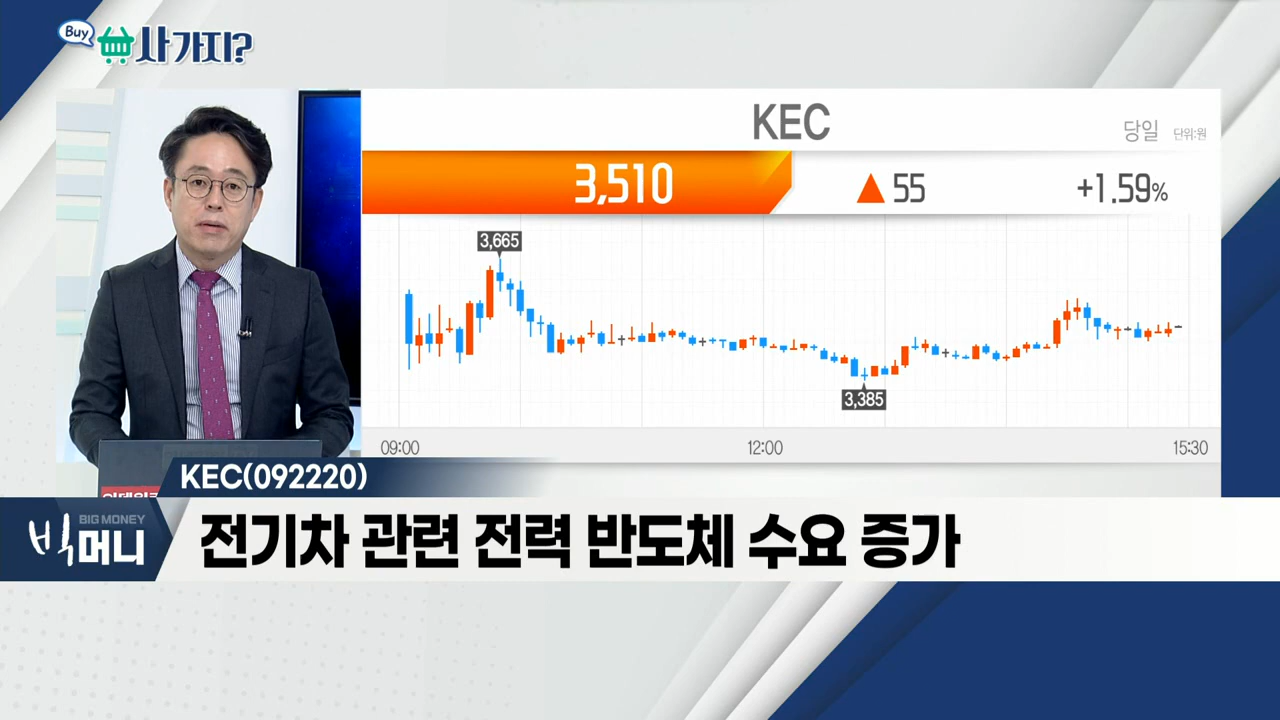 Buy
사가지?
KEC
당일 단위:원
3,510 ▲55 +1.59%
3,665
3,385
09:00 12:00 15:30
KEC(092220)
빅머니 BIG MONEY
전기차 관련 전력 반도체 수요 증가